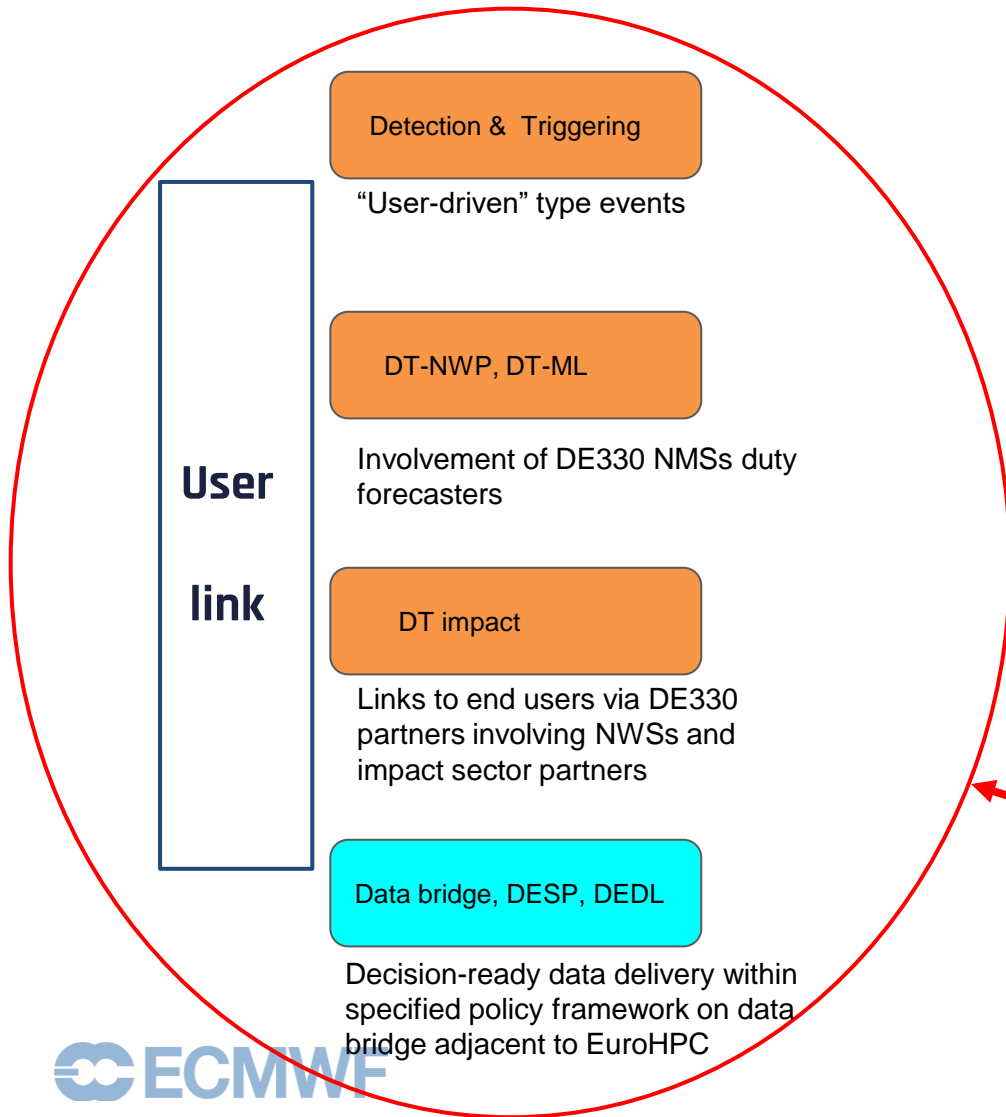 Detection &  Triggering
“User-driven” type events
DT-NWP, DT-ML
Involvement of DE330 NMSs duty
forecasters
User
link
DT impact
Links to end users via DE330
partners involving NWSs and
impact sector partners
Data bridge, DESP, DEDL
Decision-ready data delivery within
specified policy framework on data
bridge adjacent to EuroHPC
ECMWF